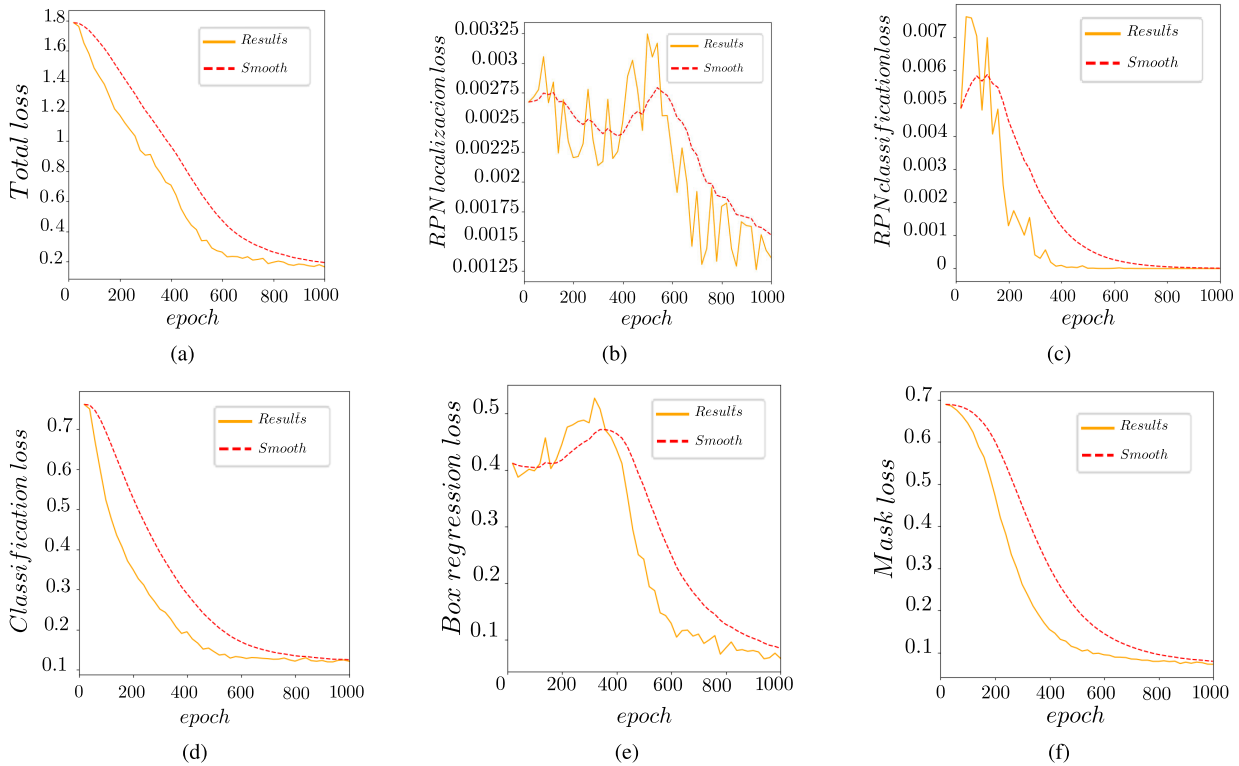 Total loss
1.8
1.6
1.4
1.2
1
0.8
0.6
0.4
0.2
0 200 400 600 800 1000
epoch
Results
Smooth
(a)
RPN localizacion loss
0.00325
0.003
0.00275
0.0025
0.00225
0.002
0.00175
0.0015
0.00125
0 200 400 600 800 1000
epoch
Results
Smooth
(b)
RPN classification loss
0.007
0.006
0.005
0.004
0.003
0.002
0.001
0
0 200 400 600 800 1000
epoch
Results
Smooth
(c)
Classification loss
0.7
0.6
0.5
0.4
0.3
0.2
0.1
0 200 400 600 800 1000
epoch
Results
Smooth
(d)
Box regression loss
0.5
0.4
0.3
0.2
0.1
0 200 400 600 800 1000
epoch
Results
Smooth
(e)
Mask loss
0.7
0.6
0.5
0.4
0.3
0.2
0.1
0 200 400 600 800 1000
epoch
Results
Smooth
(f)